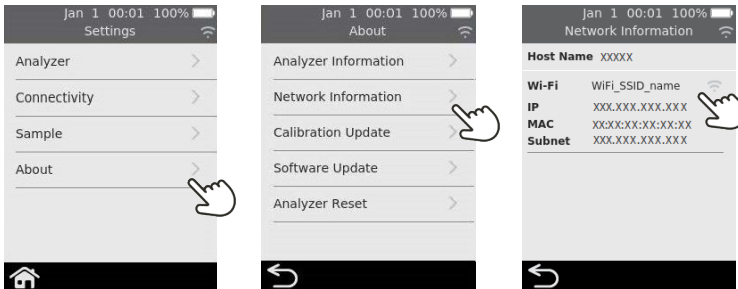 Jan 1 00:01 100%
Settings
Analyzer
Connectivity
Sample
About
Jan 1 00:01 100%
About
Analyzer Information
Network Information
Calibration Update
Software Update
Analyzer Reset
Jan 1 00:01 100%
Network Information
Host Name XXXXX
Wi-Fi WiFi_SSID_name
IP XXX.XXX.XXX.XXX
MAC XX:XX:XX:XX:XX:XX
Subnet XXX.XXX.XXX.XXX